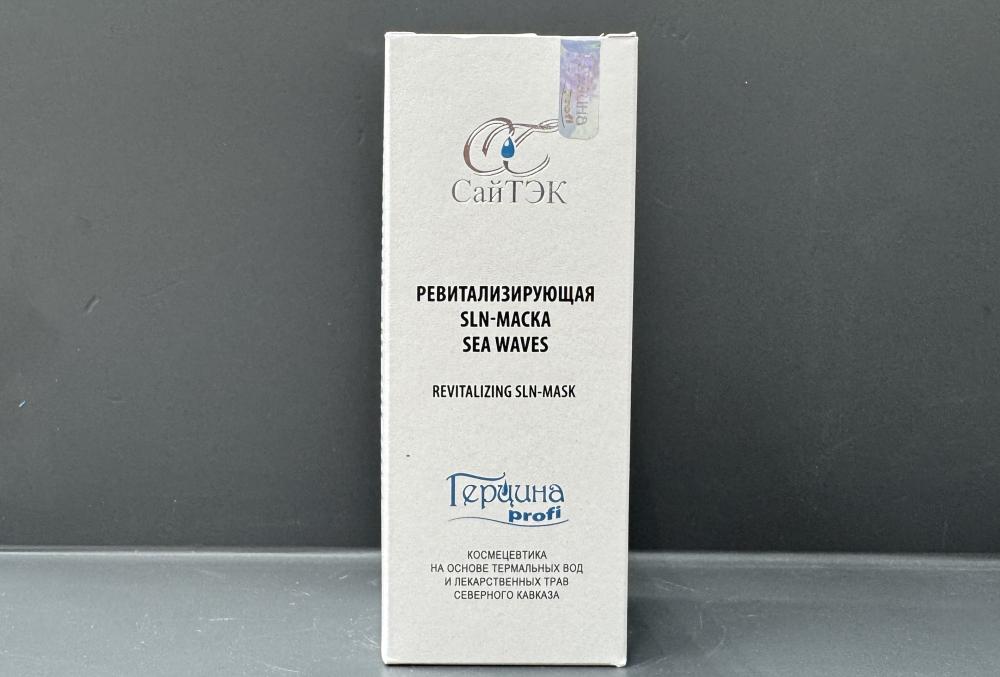 СайТЭК
РЕВИТАЛИЗИРУЮЩАЯ
SLN-МАСКА
SEA WAVES
REVITALIZING SLN-MASK
Герцина
profi
КОСМЕЦЕВТИКА
НА ОСНОВЕ ТЕРМАЛЬНЫХ ВОД
И ЛЕКАРСТВЕННЫХ ТРАВ
СЕВЕРНОГО КАВКАЗА